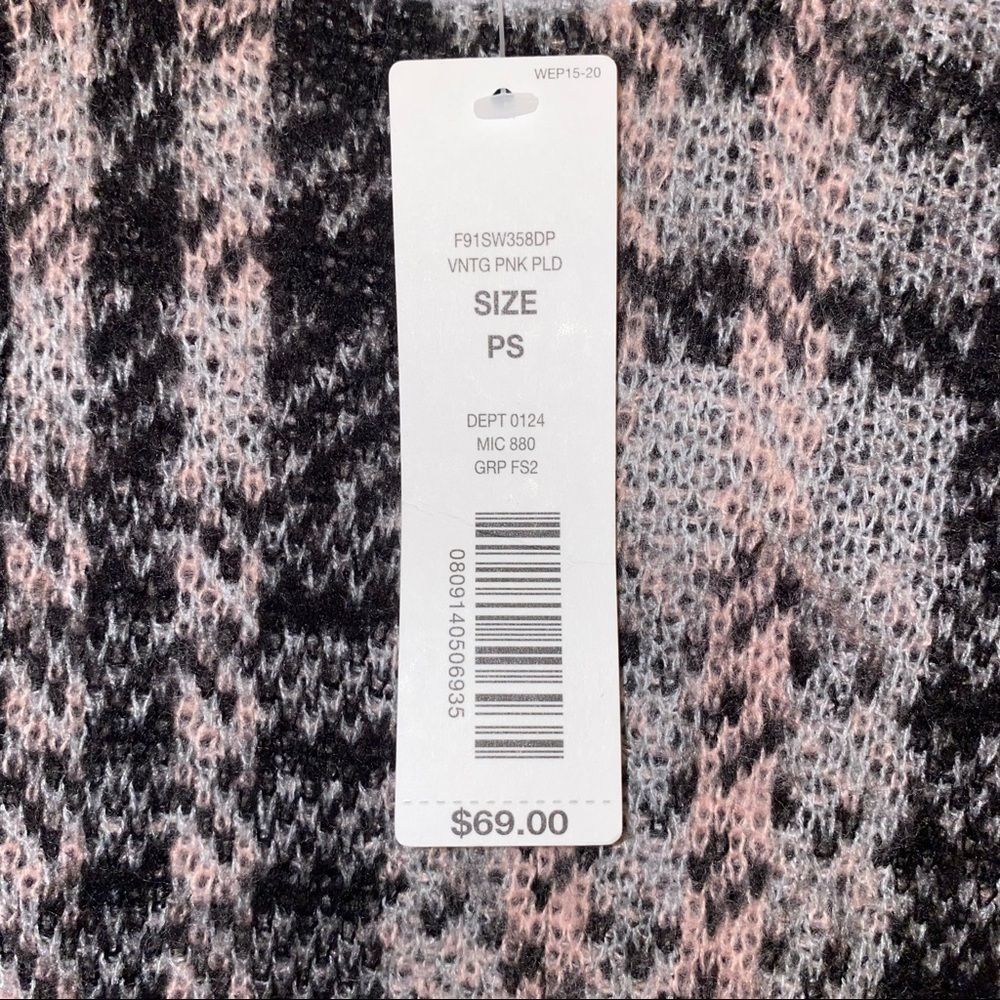 WEP15-20
F91SW358DP
VNTG PNK PLD
SIZE
PS
DEPT 0124
MIC 880
GRP FS2
0809140506935
$69.00